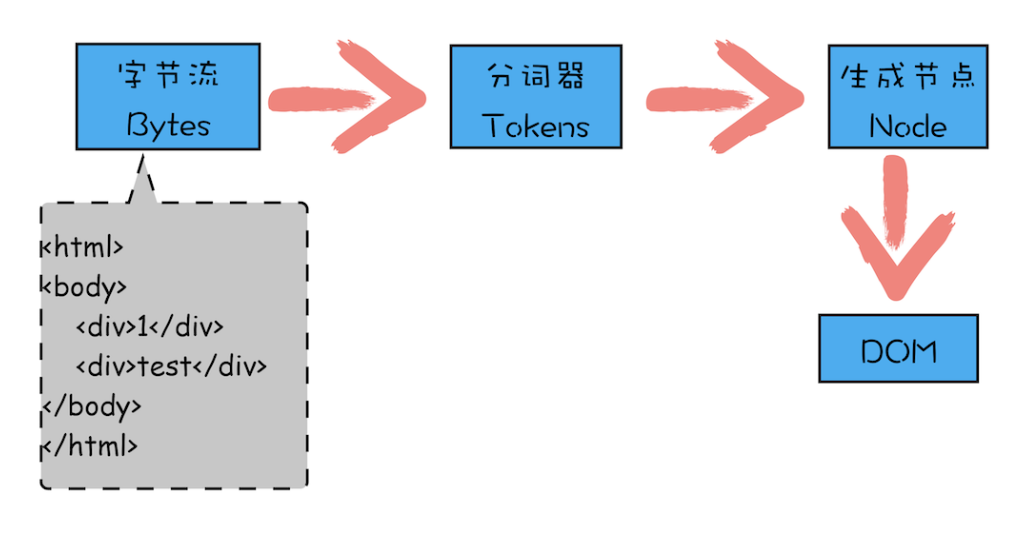 字节流
Bytes
分词器
Tokens
生成节点
Node
DOM
<html>
<body>
<div>1</div>
<div>test</div>
</body>
</html>